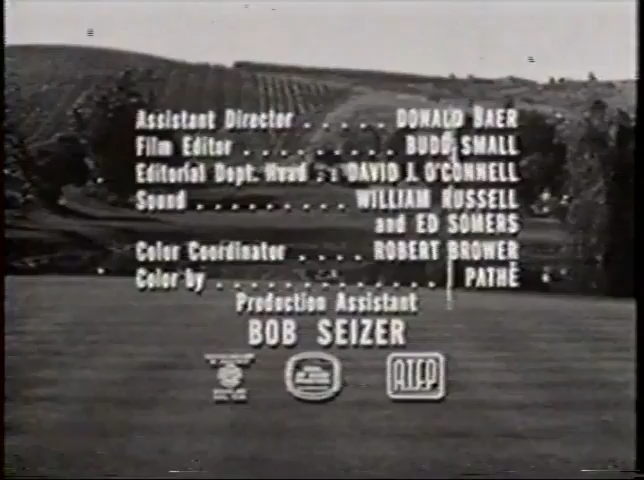 Assistant Director . . . . . DONALD BAER
Film Editor . . . . . . . . . BUDD SMALL
Editorial Dept. Head . . DAVID J. O'CONNELL
Sound . . . . . . . . . WILLIAM RUSSELL
and ED SOMERS
Color Coordinator . . . . ROBERT BROWER
Color by . . . . . . . . . . . . . PATHÉ
Production Assistant
BOB SEIZER